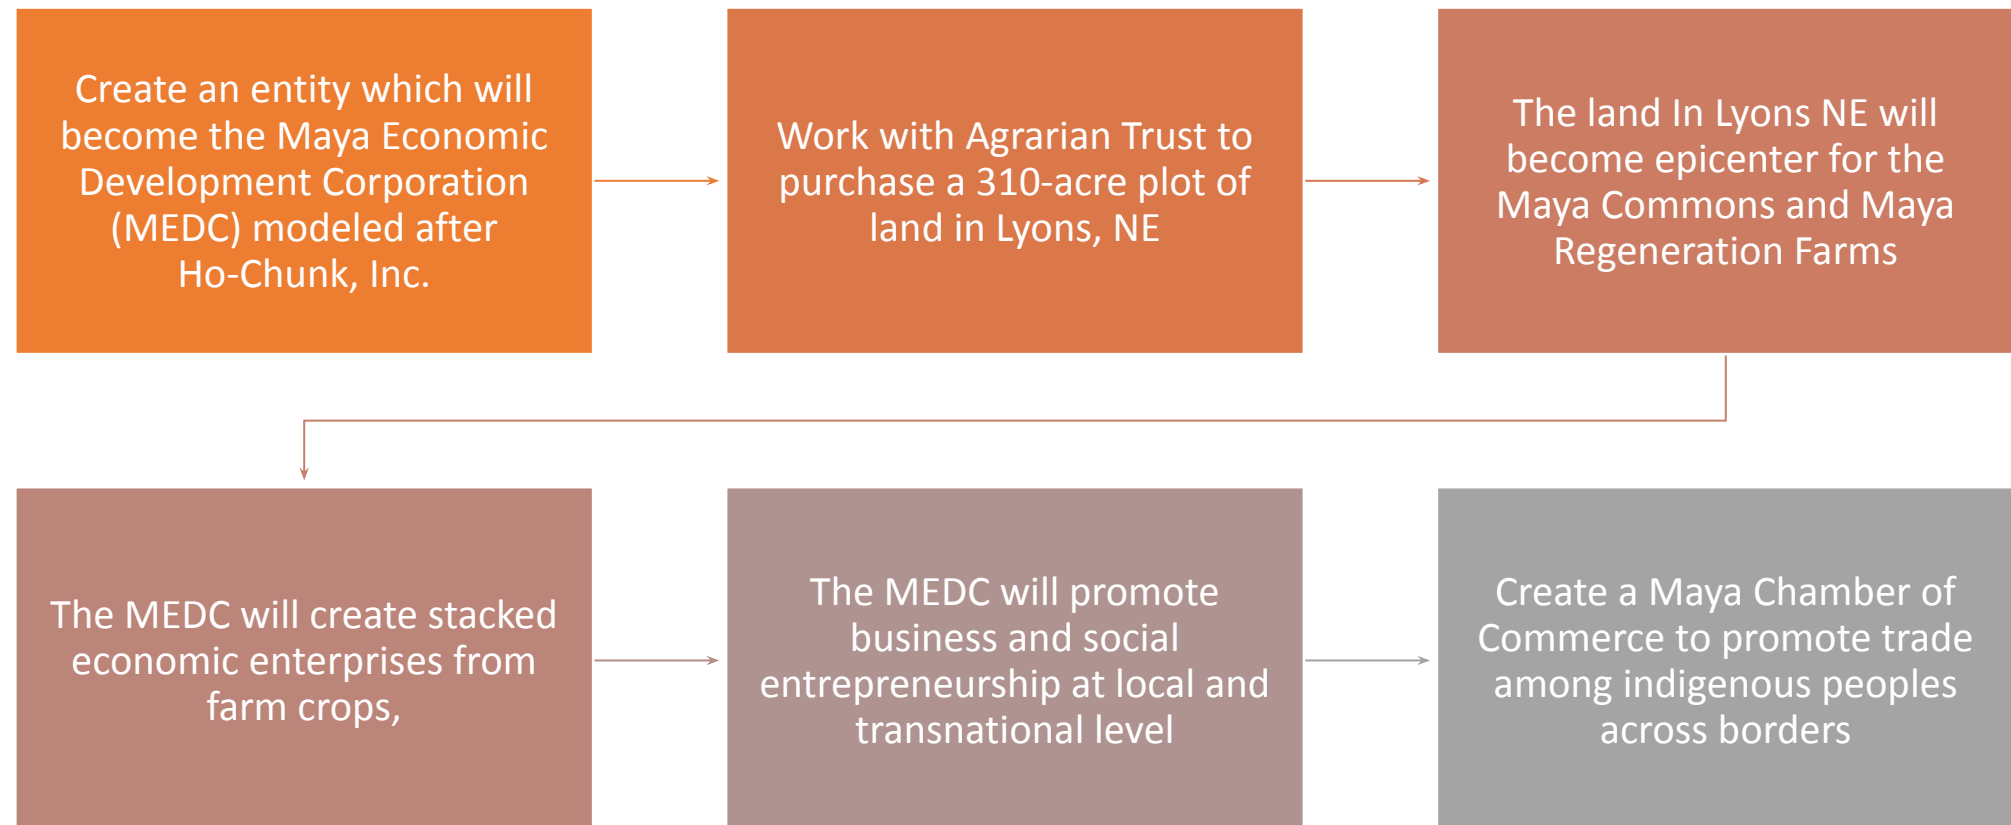 Create an entity which will
become the Maya Economic
Development Corporation
(MEDC) modeled after
Ho-Chunk, Inc.
Work with Agrarian Trust to
purchase a 310-acre plot of
land in Lyons, NE
The land In Lyons NE will
become epicenter for the
Maya Commons and Maya
Regeneration Farms
The MEDC will create stacked
economic enterprises from
farm crops,
The MEDC will promote
business and social
entrepreneurship at local and
transnational level
Create a Maya Chamber of
Commerce to promote trade
among indigenous peoples
across borders